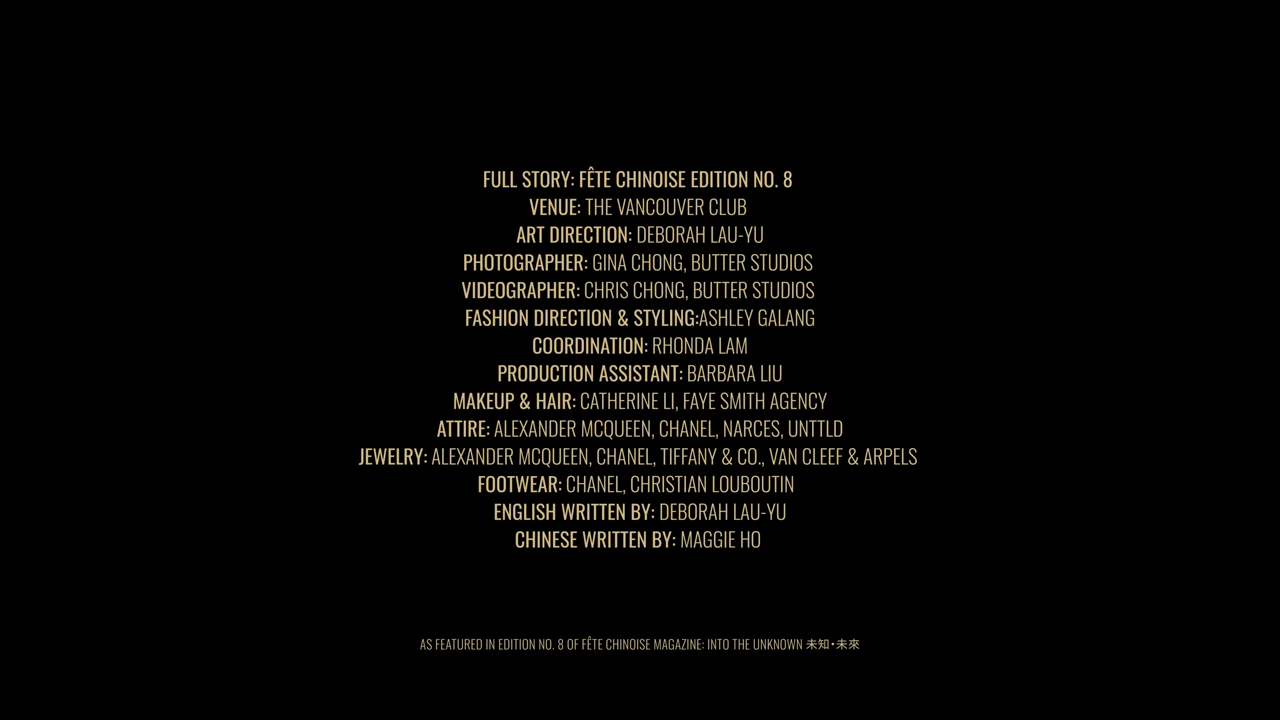 FULL STORY: FÊTE CHINOISE EDITION NO. 8
VENUE: THE VANCOUVER CLUB
ART DIRECTION: DEBORAH LAU-YU
PHOTOGRAPHER: GINA CHONG, BUTTER STUDIOS
VIDEOGRAPHER: CHRIS CHONG, BUTTER STUDIOS
FASHION DIRECTION & STYLING:ASHLEY GALANG
COORDINATION: RHONDA LAM
PRODUCTION ASSISTANT: BARBARA LIU
MAKEUP & HAIR: CATHERINE LI, FAYE SMITH AGENCY
ATTIRE: ALEXANDER MCQUEEN, CHANEL, NARCES, UNTTLD
JEWELRY: ALEXANDER MCQUEEN, CHANEL, TIFFANY & CO., VAN CLEEF & ARPELS
FOOTWEAR: CHANEL, CHRISTIAN LOUBOUTIN
ENGLISH WRITTEN BY: DEBORAH LAU-YU
CHINESE WRITTEN BY: MAGGIE HO
AS FEATURED IN EDITION NO. 8 OF FÊTE CHINOISE MAGAZINE: INTO THE UNKNOWN 未知・未來